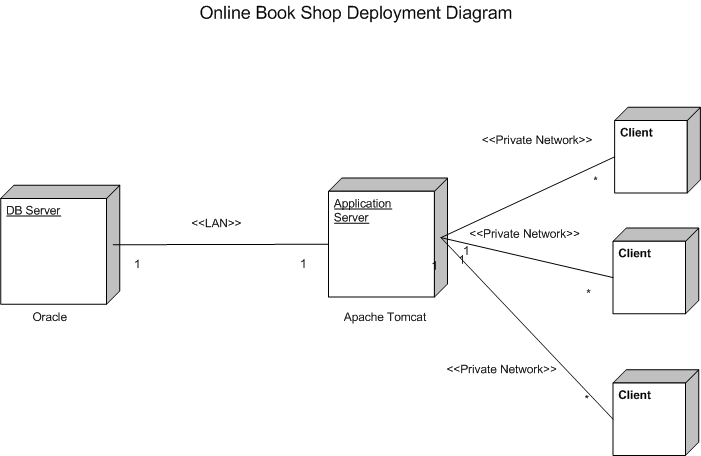 Online Book Shop Deployment Diagram
Client
<<Private Network>>
*
DB Server
Application
Server
<<LAN>>
<<Private Network>>
1
1
1
1
1
Client
*
Oracle
Apache Tomcat
<<Private Network>>
Client
*